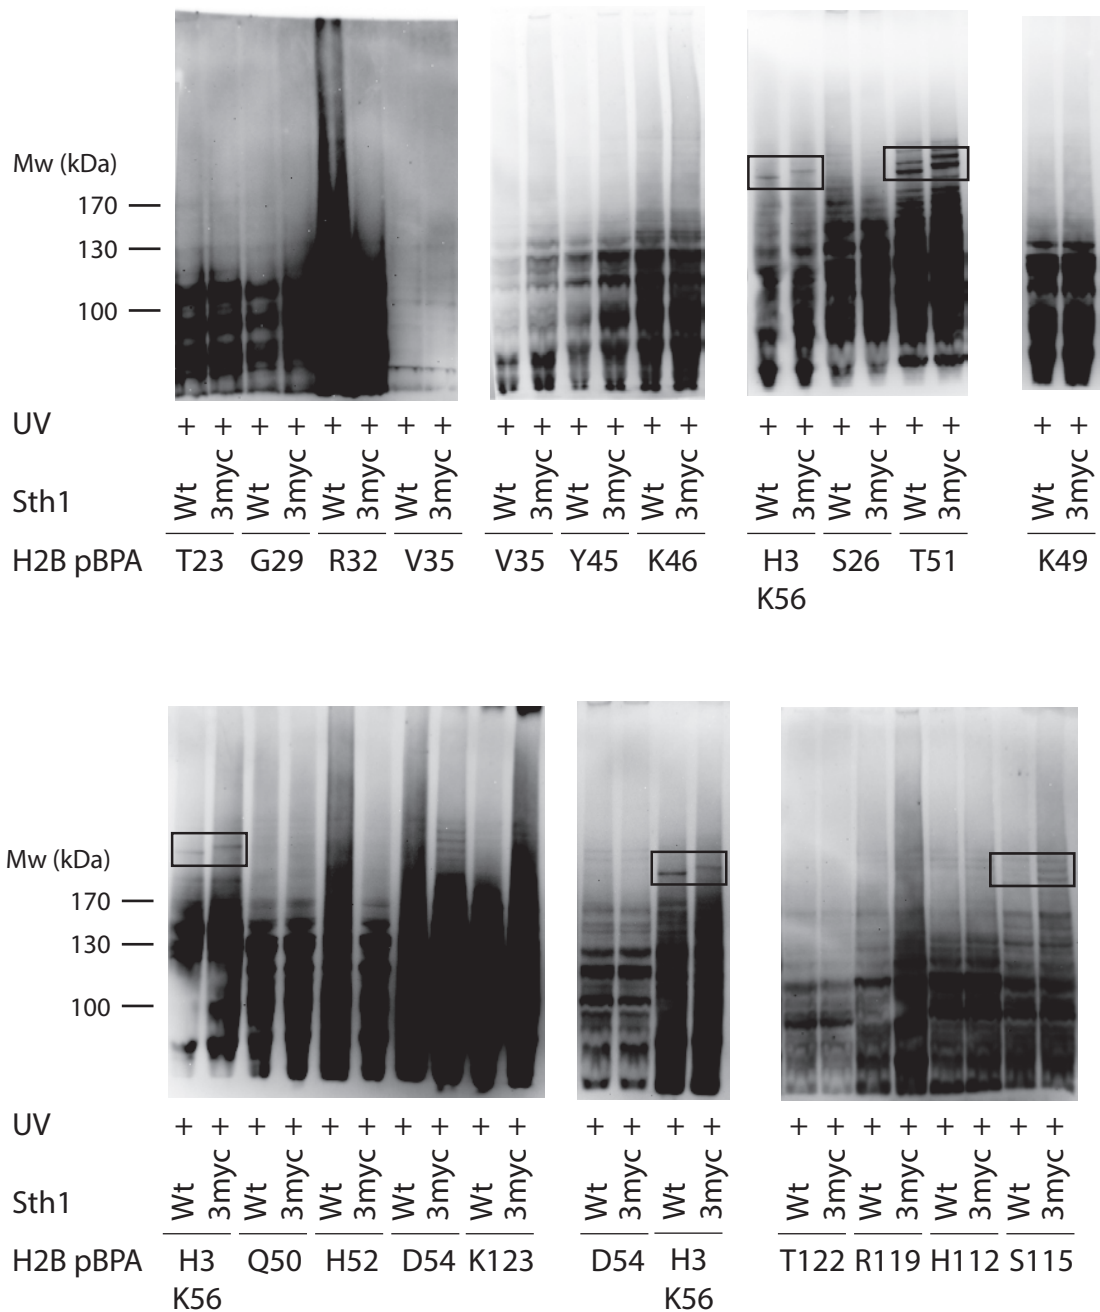 Mw (kDa)
170
130
100
UV + + + + + + + + + + + + + + + + + + + + + +
Sth1 Wt 3myc Wt 3myc Wt 3myc Wt 3myc Wt 3myc Wt 3myc Wt 3myc Wt 3myc Wt 3myc Wt 3myc Wt 3myc
H2B pBPA T23 G29 R32 V35 V35 Y45 K46 H3 S26 T51 K49
K56
Mw (kDa)
170
130
100
UV + + + + + + + + + + + + + + + + + + + + + +
Sth1 Wt 3myc Wt 3myc Wt 3myc Wt 3myc Wt 3myc Wt 3myc Wt 3myc Wt 3myc Wt 3myc Wt 3myc Wt 3myc
H2B pBPA H3 Q50 H52 D54 K123 D54 H3 T122 R119 H112 S115
K56 K56